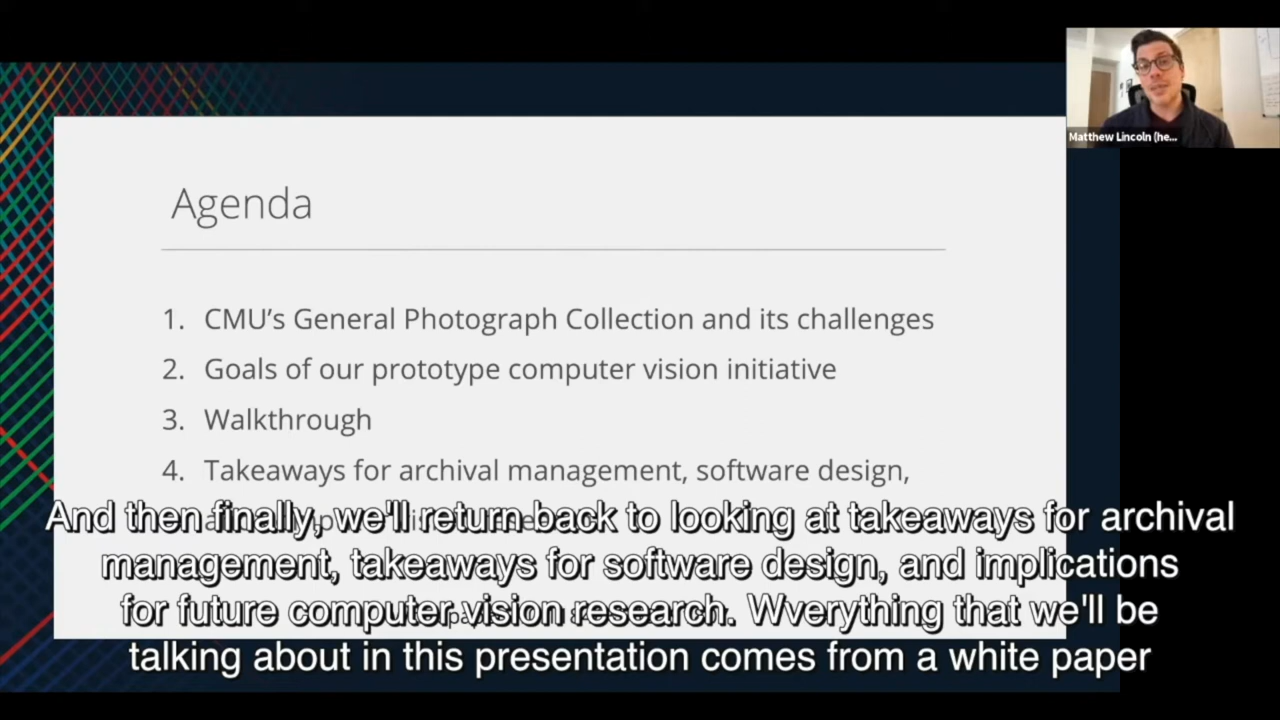 Matthew Lincoln (he...
Agenda
1. CMU's General Photograph Collection and its challenges
2. Goals of our prototype computer vision initiative
3. Walkthrough
4. Takeaways for archival management, software design,
And then finally, we'll return back to looking at takeaways for archival
management, takeaways for software design, and implications
for future computer vision research. Wverything that we'll be
talking about in this presentation comes from a white paper